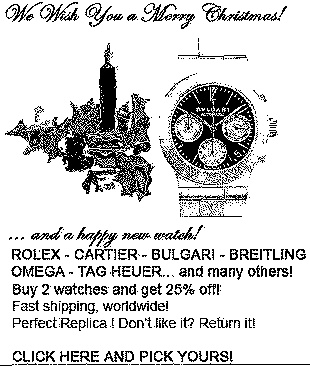 We Wish You a Merry Christmas!
BVLGARI
... and a happy new watch!
ROLEX - CARTIER - BULGARI - BREITLING
OMEGA - TAG HEUER... and many others!
Buy 2 watches and get 25% off!
Fast shipping, worldwide!
Perfect Replica! Don't like it? Return it!
CLICK HERE AND PICK YOURS!